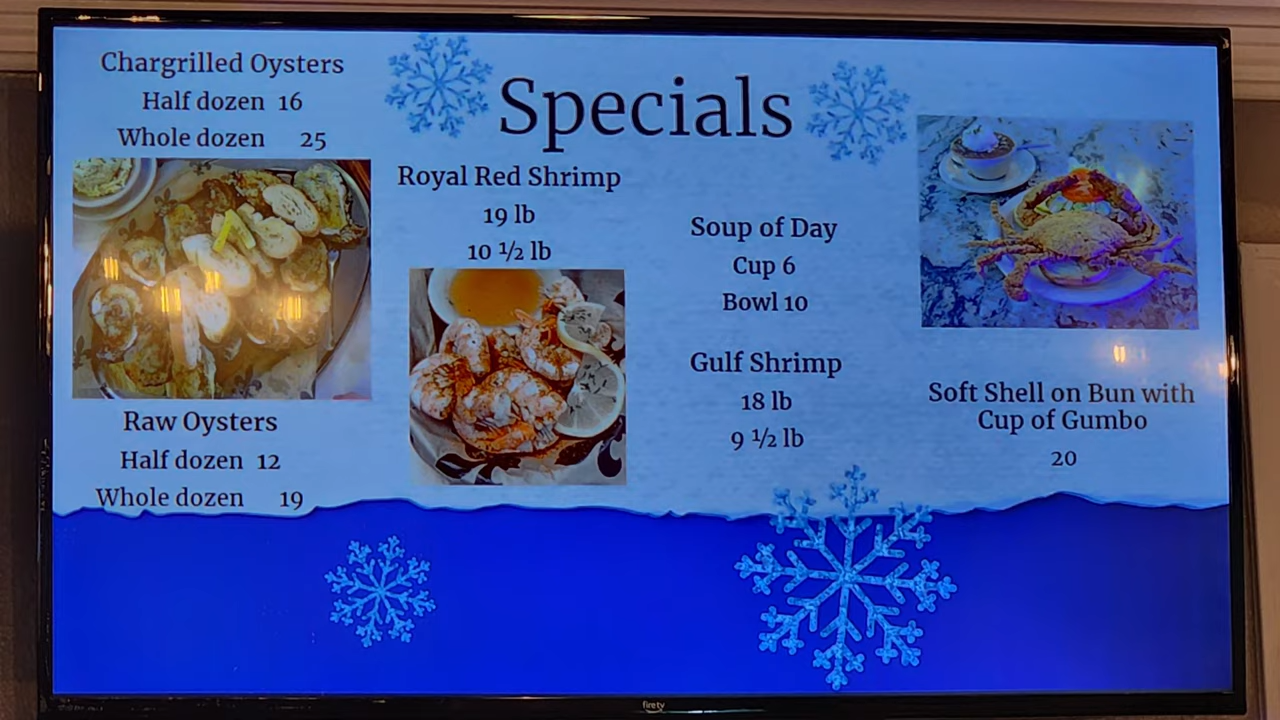 Specials
Chargrilled Oysters
Half dozen 16
Whole dozen 25
Raw Oysters
Half dozen 12
Whole dozen 19
Royal Red Shrimp
19 lb
10 ½ lb
Soup of Day
Cup 6
Bowl 10
Gulf Shrimp
18 lb
9 ½ lb
Soft Shell on Bun with
Cup of Gumbo
20
firetv